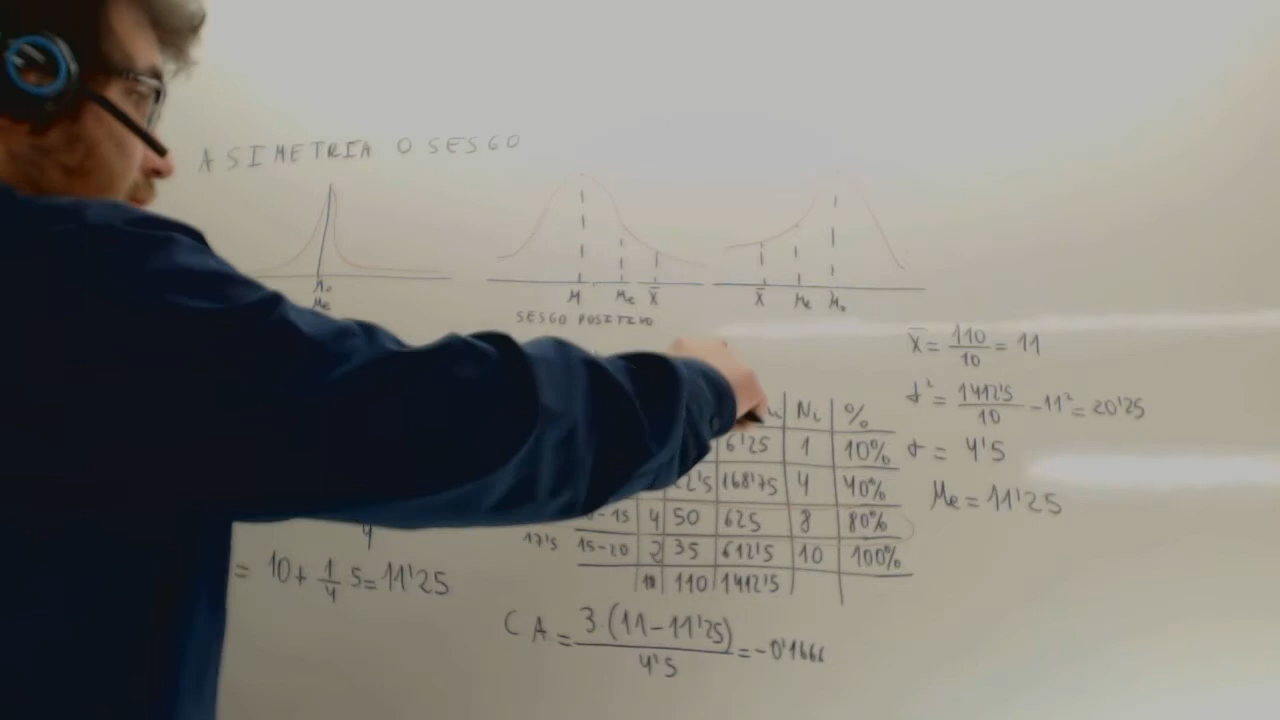 ASIMETRIA O SESGO
Mo
Me
M Me x̄
SESGO POSITIVO
x̄ Me Mo
x̄ = 110/10 = 11
σ² = 1412'5/10 - 11² = 20'25
σ = 4'5
Me = 11'25
Ni %
6'25 1 10%
168'75 4 40%
-15 4 50 625 8 80%
17'5 15-20 2 35 612'5 10 100%
10 110 1412'5
4
= 10 + 1/4 5 = 11'25
CA = 3·(11 - 11'25)/4'5 = -0'1666